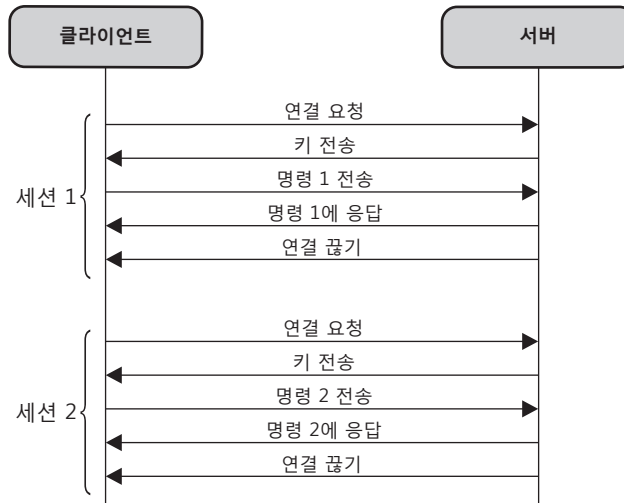 클라이언트
서버
연결 요청
키 전송
명령 1 전송
명령 1에 응답
연결 끊기
세션 1
연결 요청
키 전송
명령 2 전송
명령 2에 응답
연결 끊기
세션 2